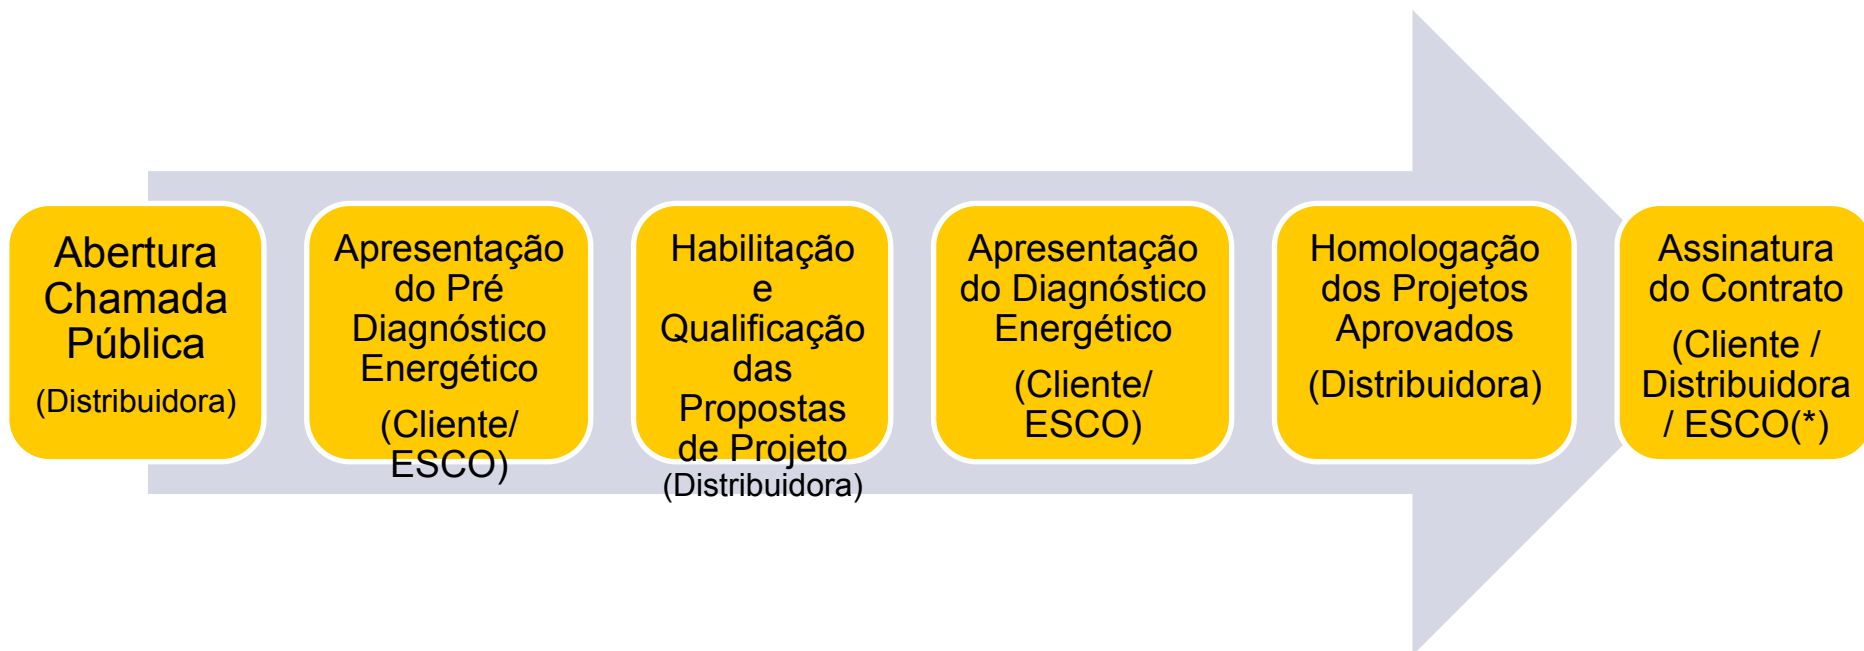 Abertura
Chamada
Pública
(Distribuidora)
Apresentação
do Pré
Diagnóstico
Energético
(Cliente/
ESCO)
Habilitação
e
Qualificação
das
Propostas
de Projeto
(Distribuidora)
Apresentação
do Diagnóstico
Energético
(Cliente/
ESCO)
Homologação
dos Projetos
Aprovados
(Distribuidora)
Assinatura
do Contrato
(Cliente /
Distribuidora
/ ESCO(*)